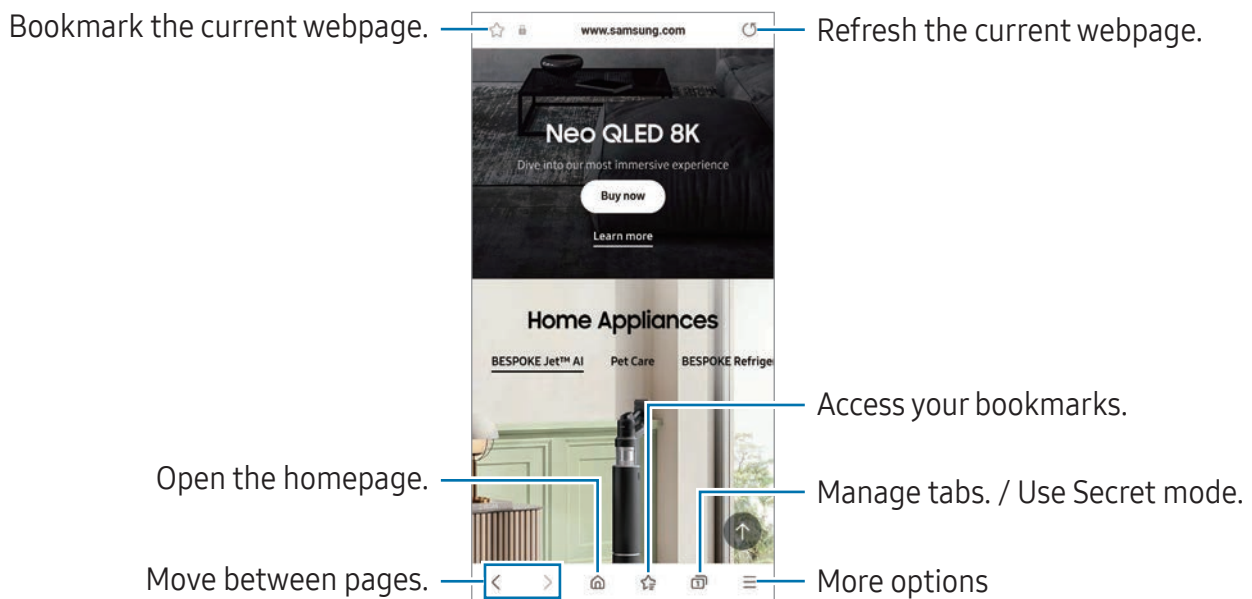 Bookmark the current webpage.
www.samsung.com
Refresh the current webpage.
Neo QLED 8K
Dive into our most immersive experience
Buy now
Learn more
Home Appliances
BESPOKE Jet™ AI Pet Care BESPOKE Refrige
Access your bookmarks.
Open the homepage.
Manage tabs. / Use Secret mode.
Move between pages.
1
More options